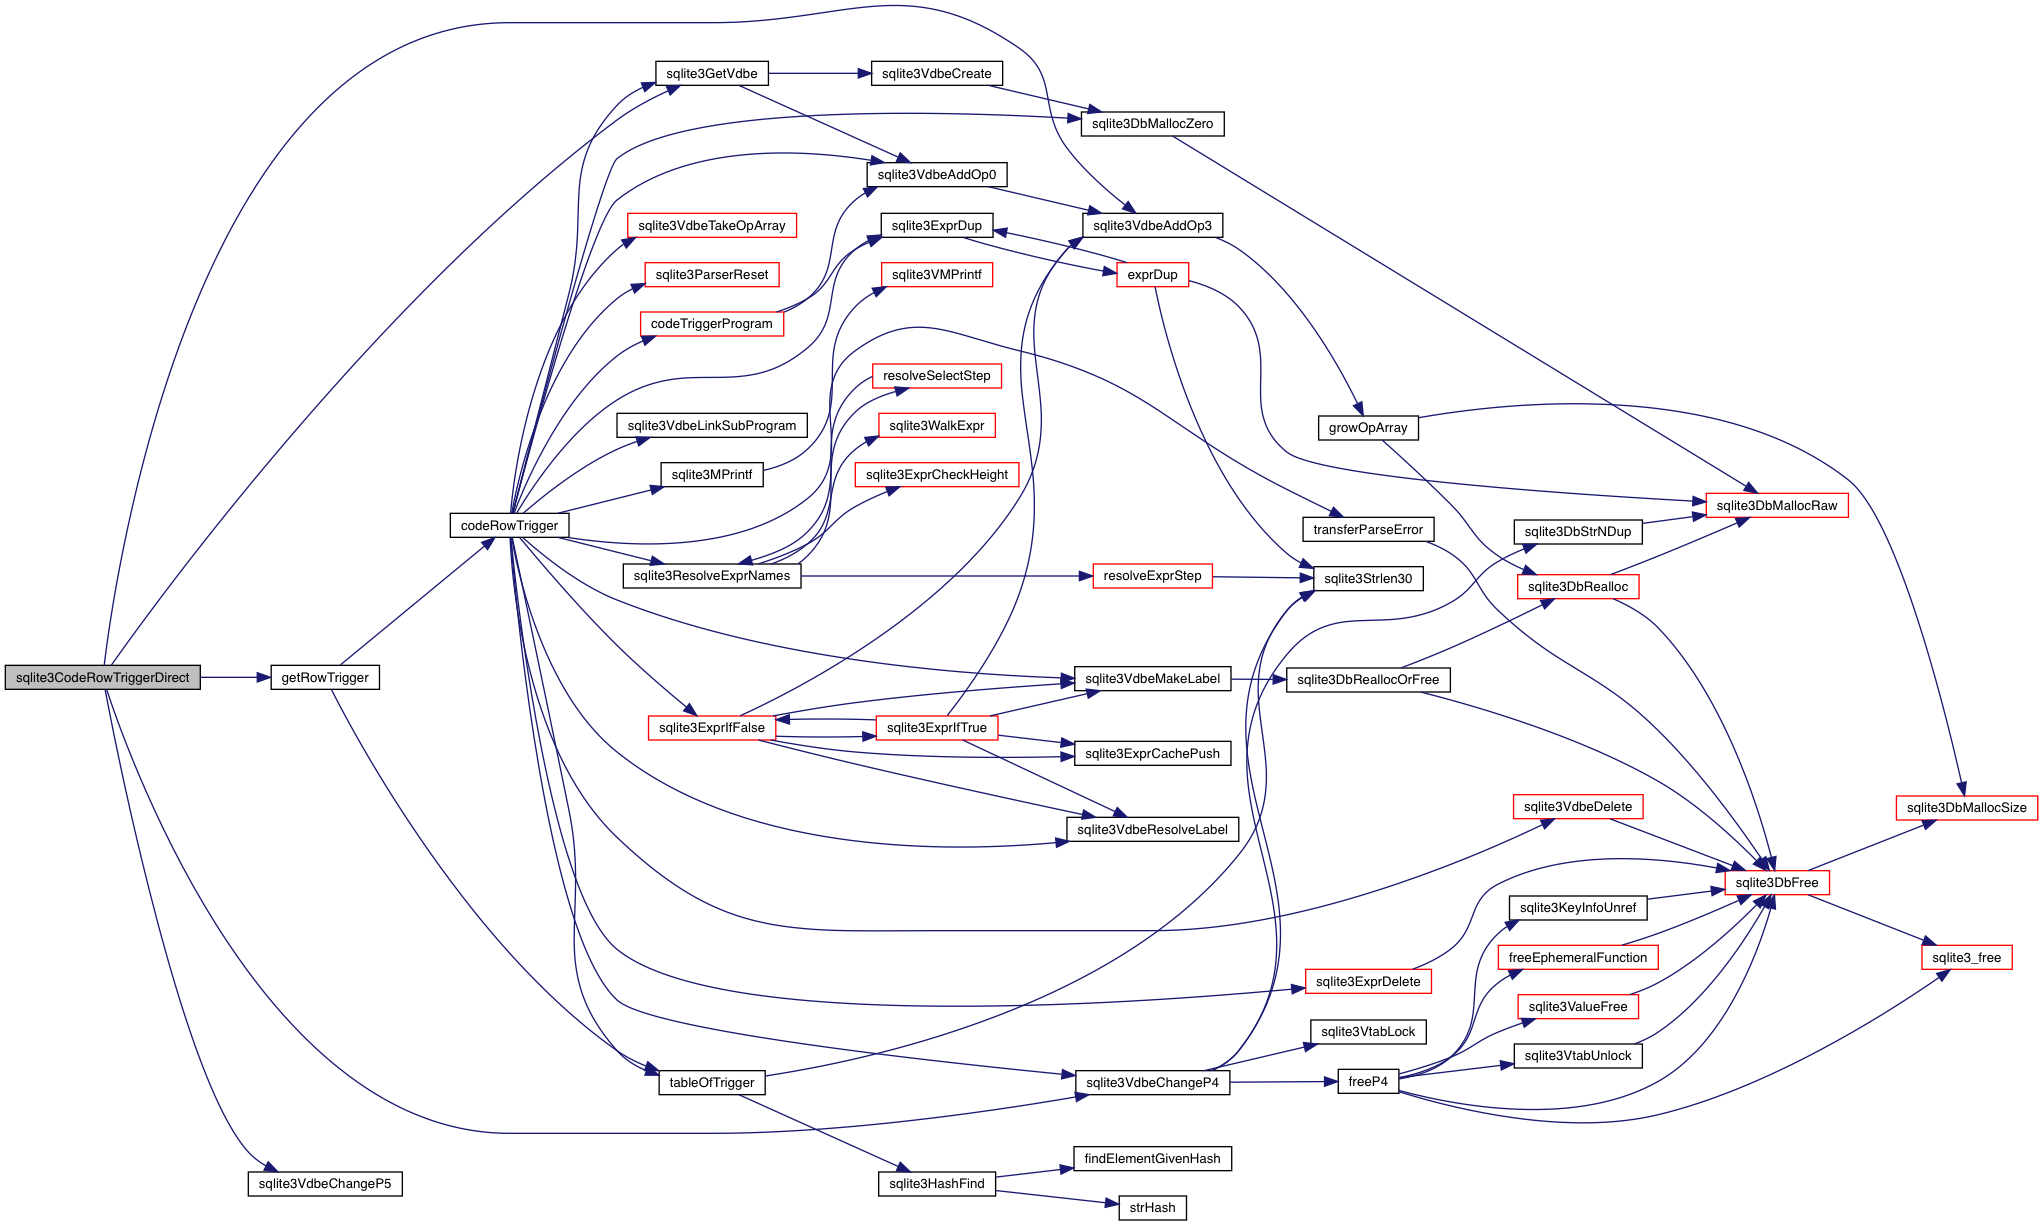 sqlite3GetVdbe
sqlite3VdbeCreate
sqlite3DbMallocZero
sqlite3VdbeAddOp0
sqlite3VdbeTakeOpArray
sqlite3ExprDup
sqlite3VdbeAddOp3
sqlite3ParserReset
sqlite3VMPrintf
exprDup
codeTriggerProgram
resolveSelectStep
sqlite3VdbeLinkSubProgram
sqlite3WalkExpr
growOpArray
sqlite3MPrintf
sqlite3ExprCheckHeight
sqlite3DbMallocRaw
codeRowTrigger
transferParseError
sqlite3DbStrNDup
sqlite3ResolveExprNames
resolveExprStep
sqlite3Strlen30
sqlite3DbRealloc
sqlite3CodeRowTriggerDirect
getRowTrigger
sqlite3VdbeMakeLabel
sqlite3DbReallocOrFree
sqlite3ExprIfFalse
sqlite3ExprIfTrue
sqlite3ExprCachePush
sqlite3VdbeDelete
sqlite3DbMallocSize
sqlite3VdbeResolveLabel
sqlite3DbFree
sqlite3KeyInfoUnref
freeEphemeralFunction
sqlite3_free
sqlite3ExprDelete
sqlite3ValueFree
sqlite3VtabLock
sqlite3VtabUnlock
tableOfTrigger
sqlite3VdbeChangeP4
freeP4
findElementGivenHash
sqlite3VdbeChangeP5
sqlite3HashFind
strHash